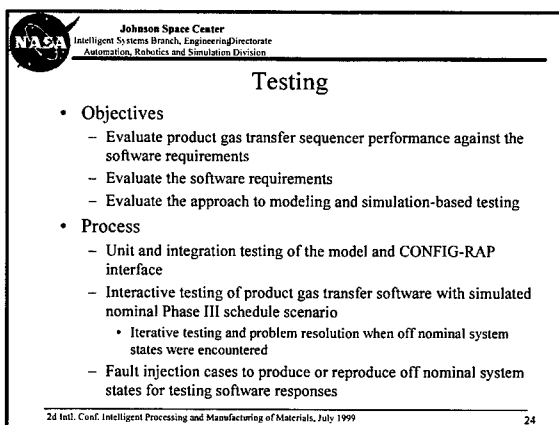 NASA
Johnson Space Center
Intelligent Systems Branch, EngineeringDirectorate
Automation, Robotics and Simulation Division
Testing
• Objectives
– Evaluate product gas transfer sequencer performance against the
software requirements
– Evaluate the software requirements
– Evaluate the approach to modeling and simulation-based testing
• Process
– Unit and integration testing of the model and CONFIG-RAP
interface
– Interactive testing of product gas transfer software with simulated
nominal Phase III schedule scenario
• Iterative testing and problem resolution when off nominal system
states were encountered
– Fault injection cases to produce or reproduce off nominal system
states for testing software responses
2d Intl. Conf. Intelligent Processing and Manufacturing of Materials, July 1999
24